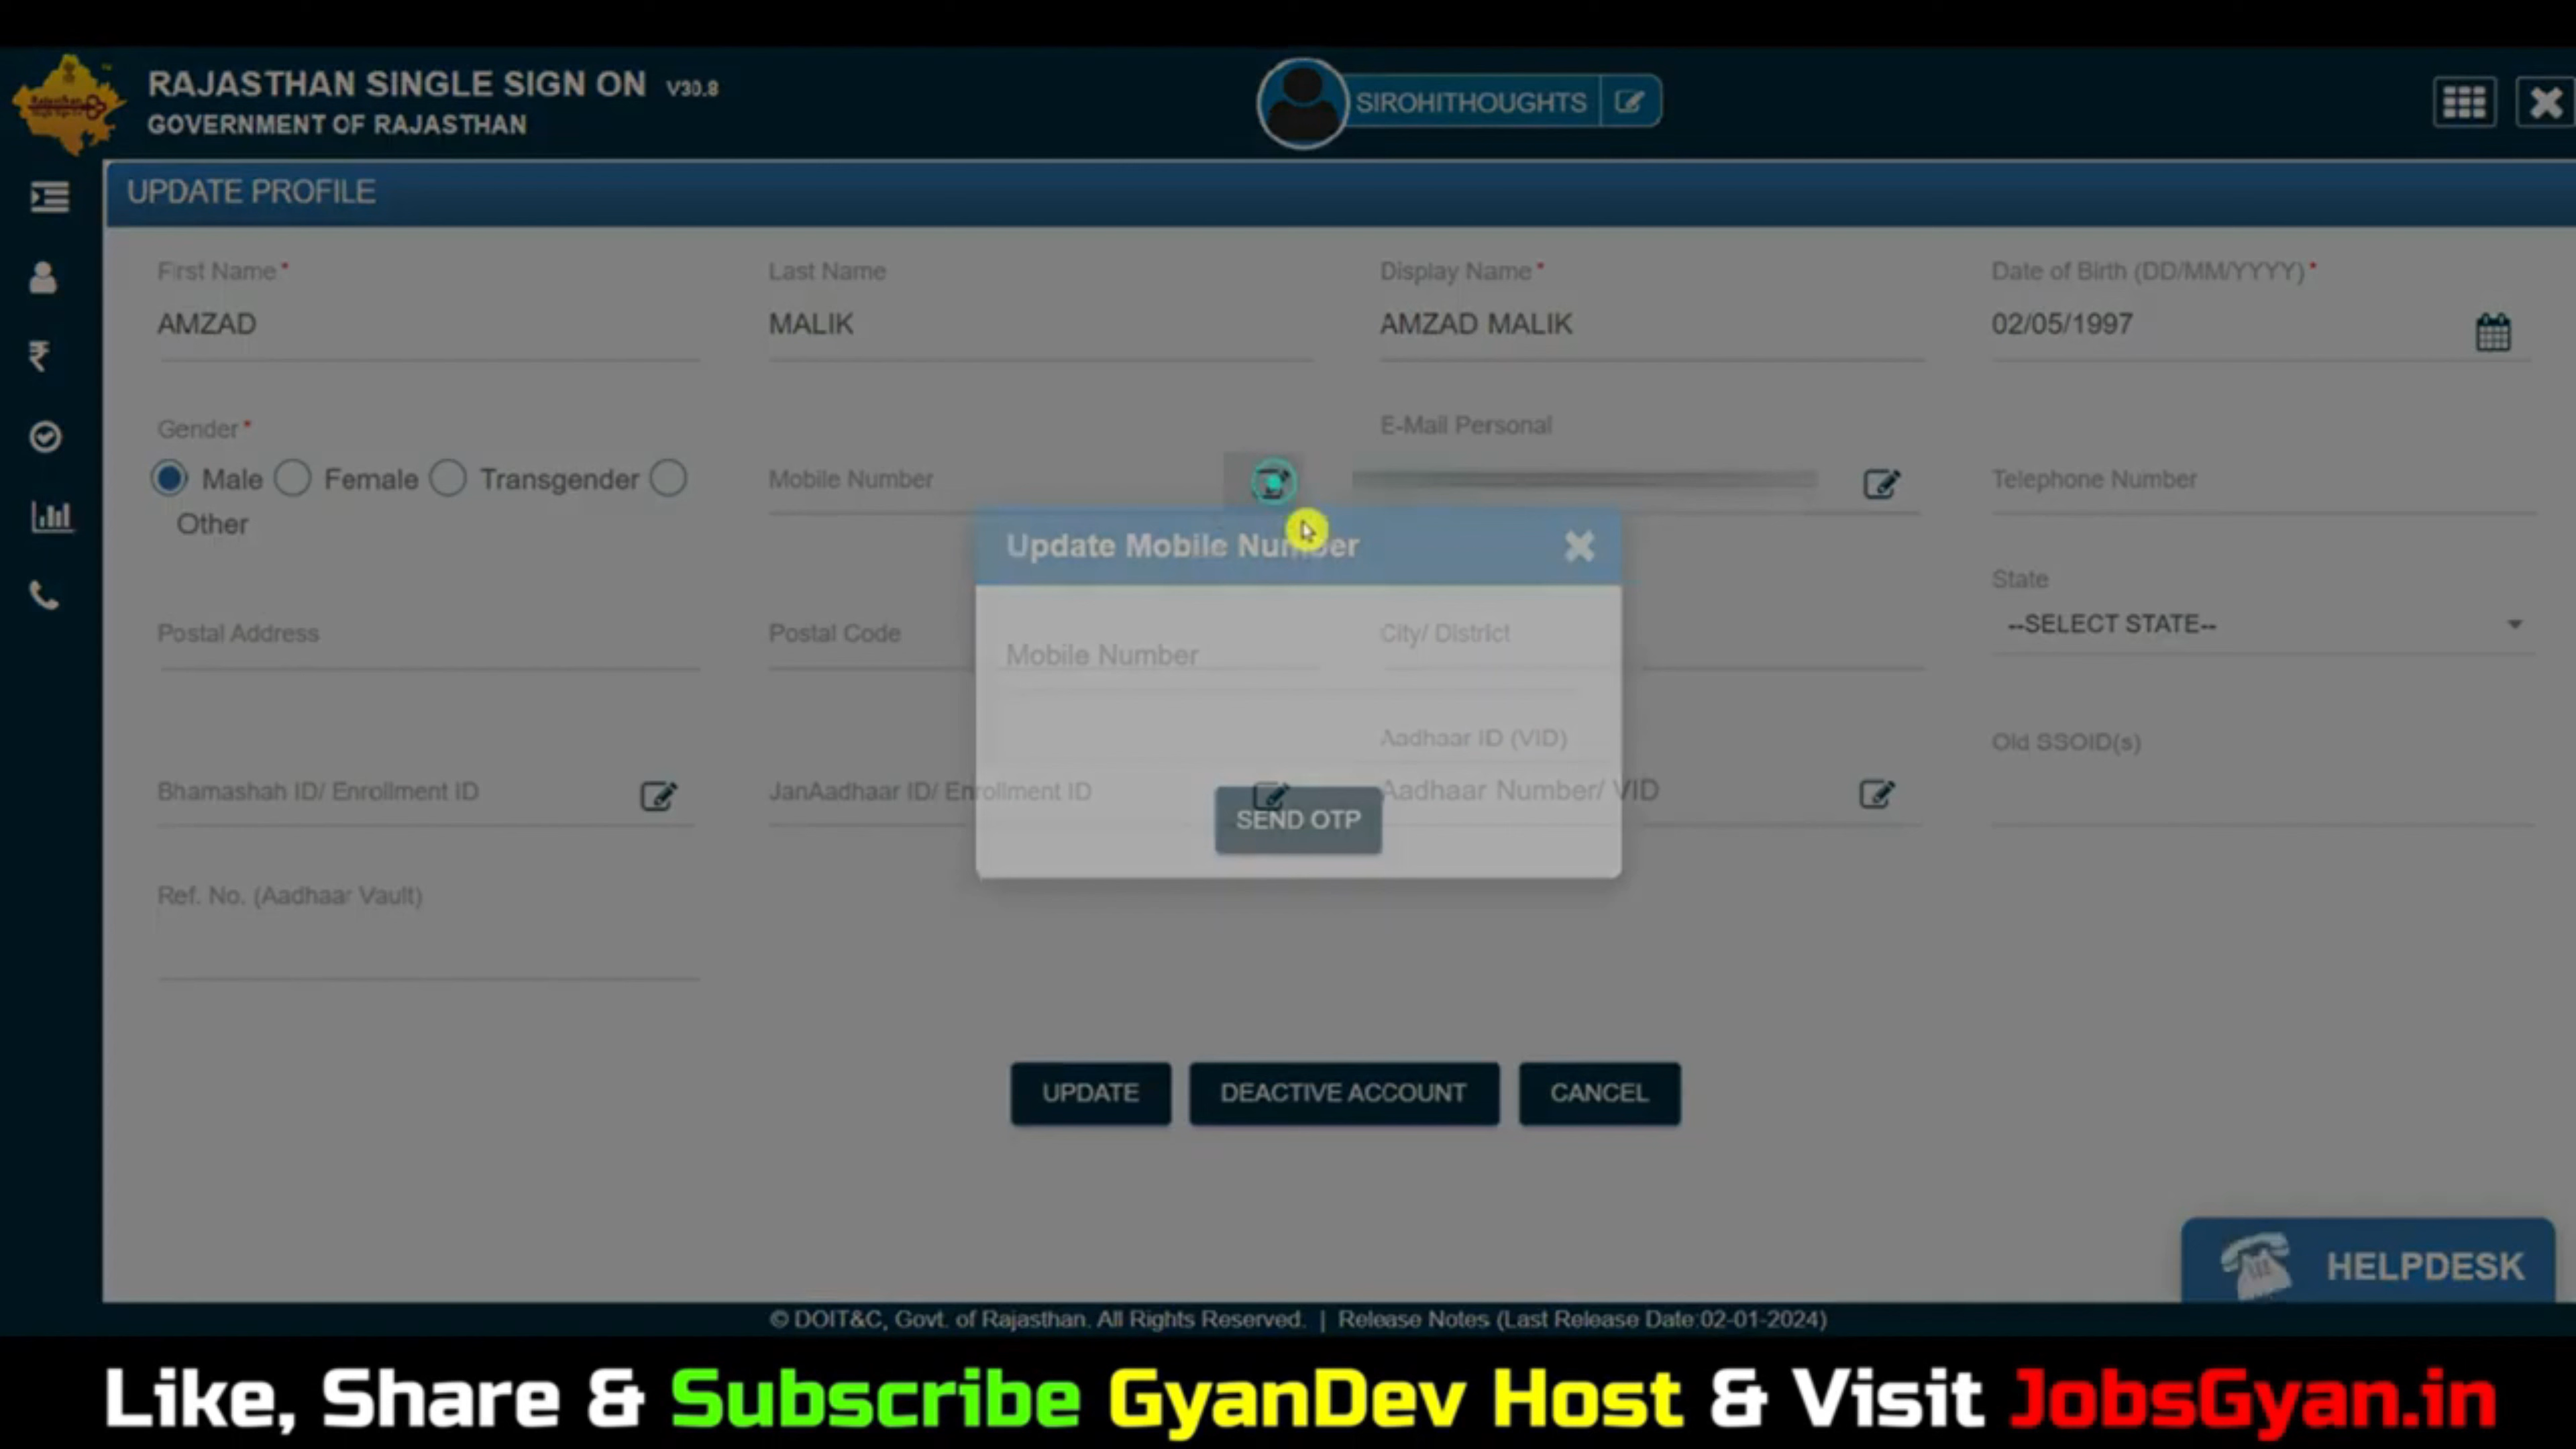 RAJASTHAN SINGLE SIGN ON V30.8
GOVERNMENT OF RAJASTHAN
SIROHITHOUGHTS
UPDATE PROFILE
First Name *
Last Name
Display Name *
Date of Birth (DD/MM/YYYY) *
AMZAD
MALIK
AMZAD MALIK
02/05/1997
Gender *
E-Mail Personal
Male Female Transgender
Other
Mobile Number
Telephone Number
Update Mobile Number
Mobile Number
SEND OTP
State
--SELECT STATE--
Postal Address
Postal Code
City/ District
Aadhaar ID (VID)
Old SSOID(s)
Bhamashah ID/ Enrollment ID
JanAadhaar ID/ Enrollment ID
Aadhaar Number/ VID
Ref. No. (Aadhaar Vault)
UPDATE
DEACTIVE ACCOUNT
CANCEL
HELPDESK
© DOIT&C, Govt. of Rajasthan. All Rights Reserved. | Release Notes (Last Release Date:02-01-2024)
Like, Share & Subscribe GyanDev Host & Visit JobsGyan.in